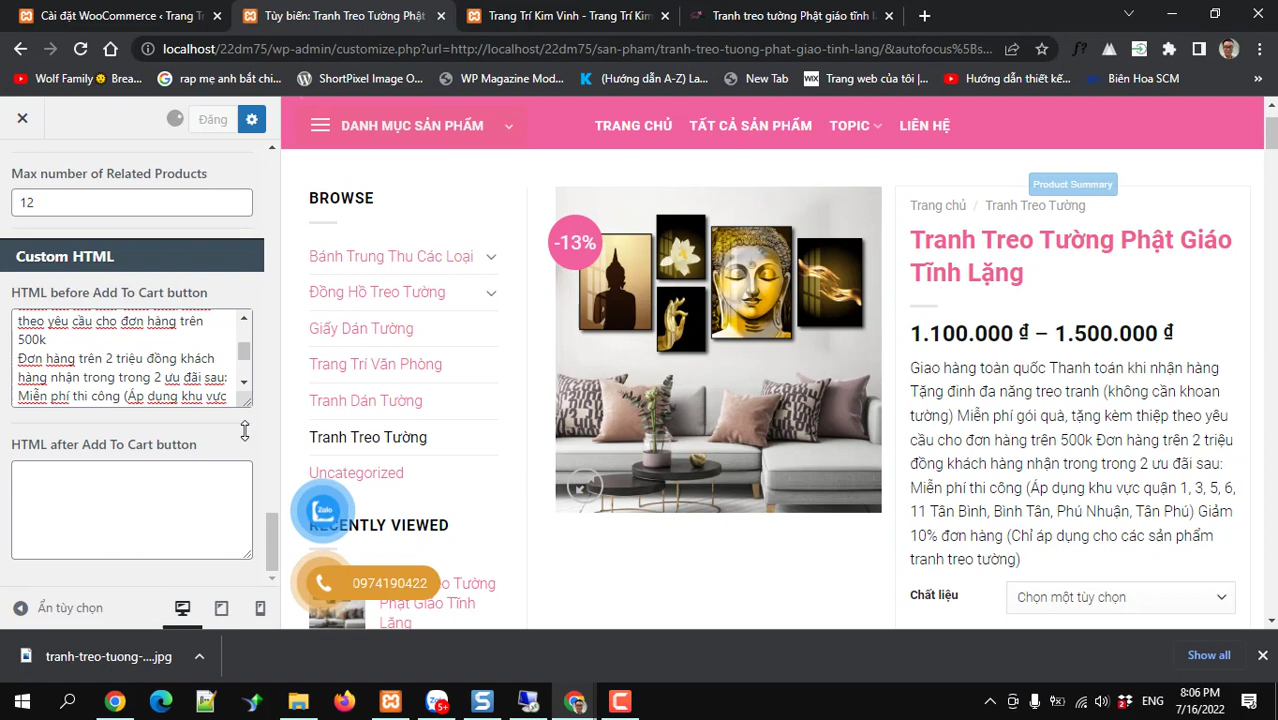 Cài đặt WooCommerce ‹ Trang Tr
Tùy biến: Tranh Treo Tường Phật
Trang Trí Kim Vinh - Trang Trí Kim
Tranh treo tường Phật giáo tĩnh l
localhost/22dm75/wp-admin/customize.php?url=http://localhost/22dm75/san-pham/tranh-treo-tuong-phat-giao-tinh-lang/&autofocus%5Bs...
Wolf Family Brea...
rạp mẹ anh bắt chi...
ShortPixel Image O...
WP Magazine Mod...
(Hướng dẫn A-Z) La...
New Tab
Trang web của tôi |...
Hướng dẫn thiết kế...
Biên Hoa SCM
Đăng
DANH MỤC SẢN PHẨM
TRANG CHỦ
TẤT CẢ SẢN PHẨM
TOPIC
LIÊN HỆ
Max number of Related Products
12
Custom HTML
HTML before Add To Cart button
theo yêu cầu cho đơn hàng trên
500k
Đơn hàng trên 2 triệu đồng khách
hàng nhận trong trong 2 ưu đãi sau:
Miễn phí thi công (Áp dụng khu vực
HTML after Add To Cart button
Ẩn tùy chọn
BROWSE
Bánh Trung Thu Các Loại
Đồng Hồ Treo Tường
Giấy Dán Tường
Trang Trí Văn Phòng
Tranh Dán Tường
Tranh Treo Tường
Uncategorized
RECENTLY VIEWED
Zalo
0974190422
Tường
Phật Giáo Tĩnh
Lặng
-13%
Product Summary
Trang chủ / Tranh Treo Tường
Tranh Treo Tường Phật Giáo
Tĩnh Lặng
1.100.000 ₫ – 1.500.000 ₫
Giao hàng toàn quốc Thanh toán khi nhận hàng
Tặng đinh đa năng treo tranh (không cần khoan
tường) Miễn phí gói quà, tặng kèm thiệp theo yêu
cầu cho đơn hàng trên 500k Đơn hàng trên 2 triệu
đồng khách hàng nhận trong trong 2 ưu đãi sau:
Miễn phí thi công (Áp dụng khu vực quận 1, 3, 5, 6,
11 Tân Bình, Bình Tân, Phú Nhuận, Tân Phú) Giảm
10% đơn hàng (Chỉ áp dụng cho các sản phẩm
tranh treo tường)
Chất liệu
Chọn một tùy chọn
tranh-treo-tuong-....jpg
Show all
5+
ENG
8:06 PM
7/16/2022